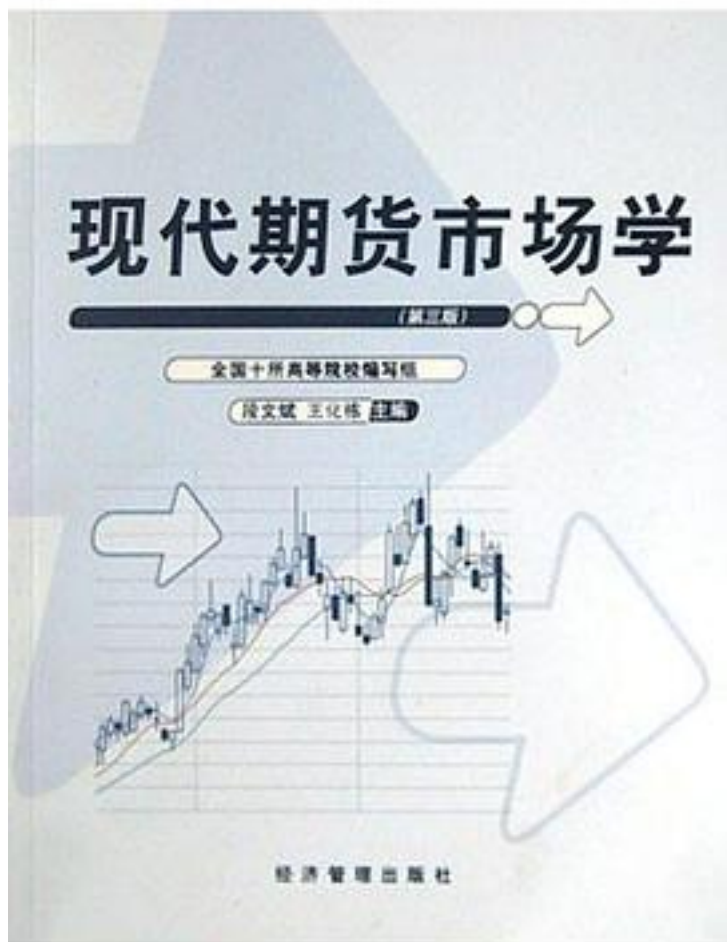 现代期货市场学
（第三版）
全国十所高等院校编写组
段文斌 王化栋 主编
经济管理出版社